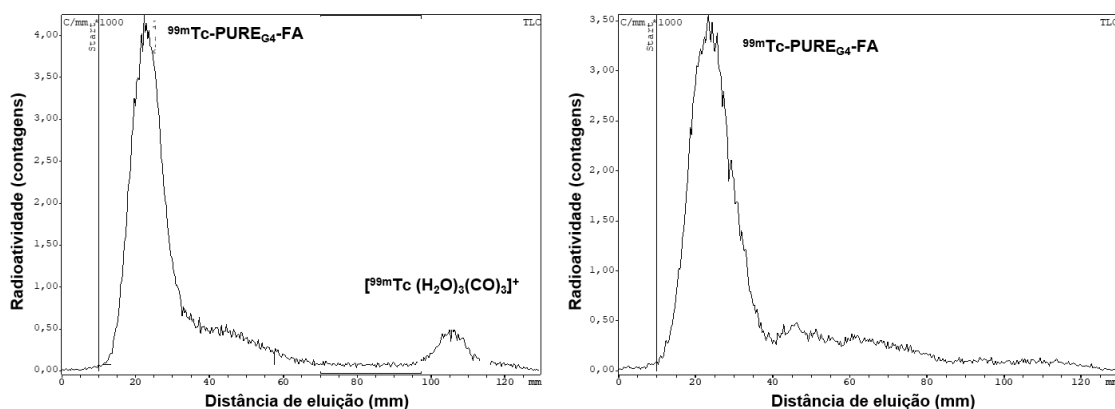 C/mm *1000
TLC
Start
⁹⁹ᵐTc-PURE_G4-FA
[⁹⁹ᵐTc (H₂O)₃(CO)₃]⁺
4,00
3,50
3,00
2,50
2,00
1,50
1,00
0,50
0,00
0 20 40 60 80 100 120 mm
Radioatividade (contagens)
Distância de eluição (mm)
C/mm *1000
TLC
Start
⁹⁹ᵐTc-PURE_G4-FA
3,50
3,00
2,50
2,00
1,50
1,00
0,50
0,00
0 20 40 60 80 100 120 mm
Radioatividade (contagens)
Distância de eluição (mm)